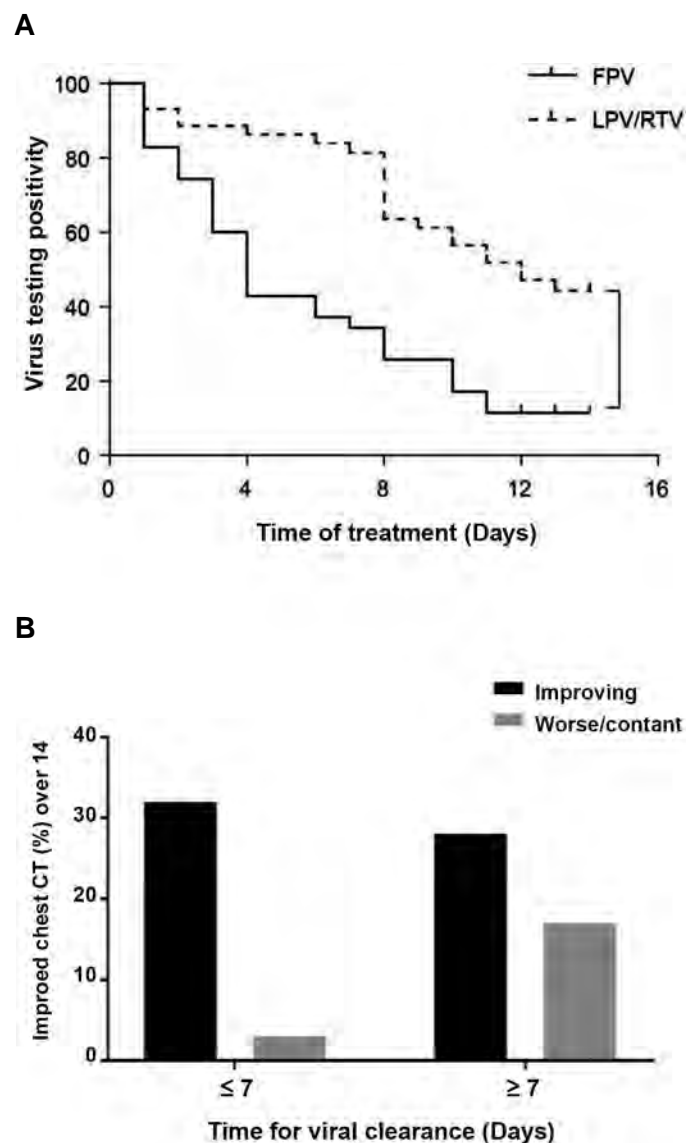 A
FPV
LPV/RTV
100
80
60
40
20
0
Virus testing positivity
0 4 8 12 16
Time of treatment (Days)
B
Improving
Worse/contant
40
30
20
10
0
Improed chest CT (%) over 14
≤ 7 ≥ 7
Time for viral clearance (Days)